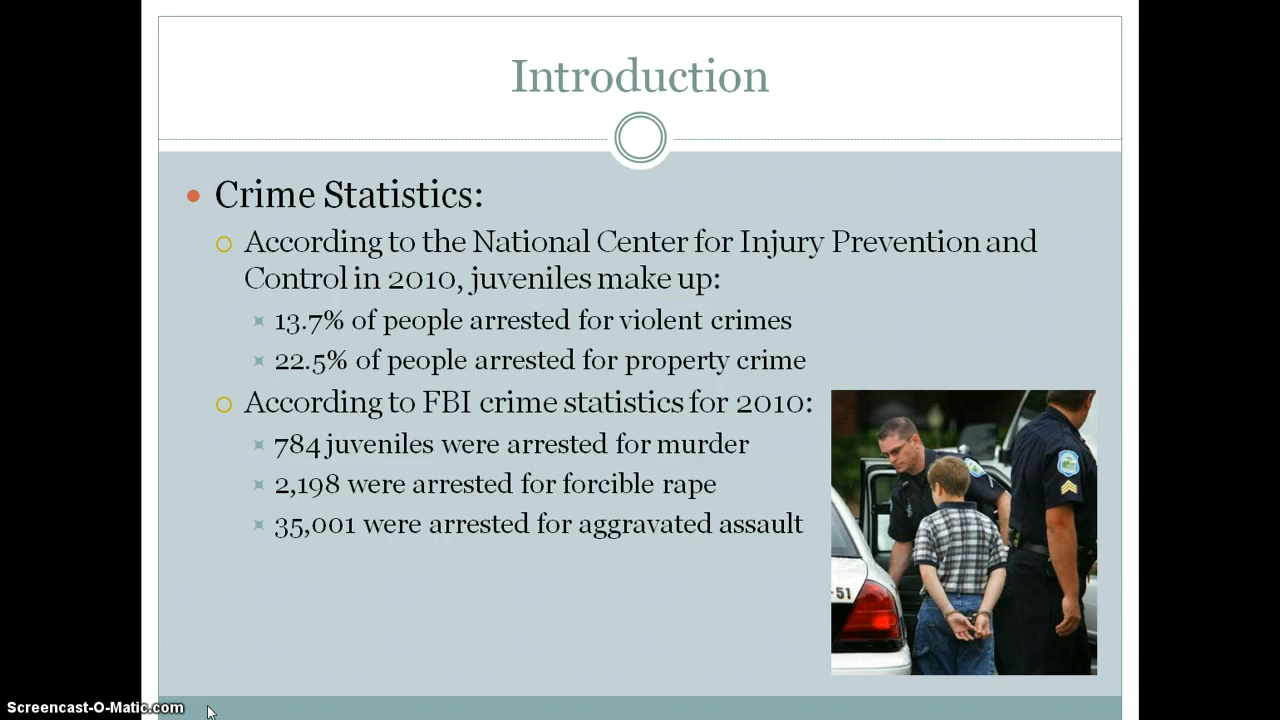 Introduction
Crime Statistics:
According to the National Center for Injury Prevention and
Control in 2010, juveniles make up:
13.7% of people arrested for violent crimes
22.5% of people arrested for property crime
According to FBI crime statistics for 2010:
784 juveniles were arrested for murder
2,198 were arrested for forcible rape
35,001 were arrested for aggravated assault
-51
Screencast-O-Matic.com